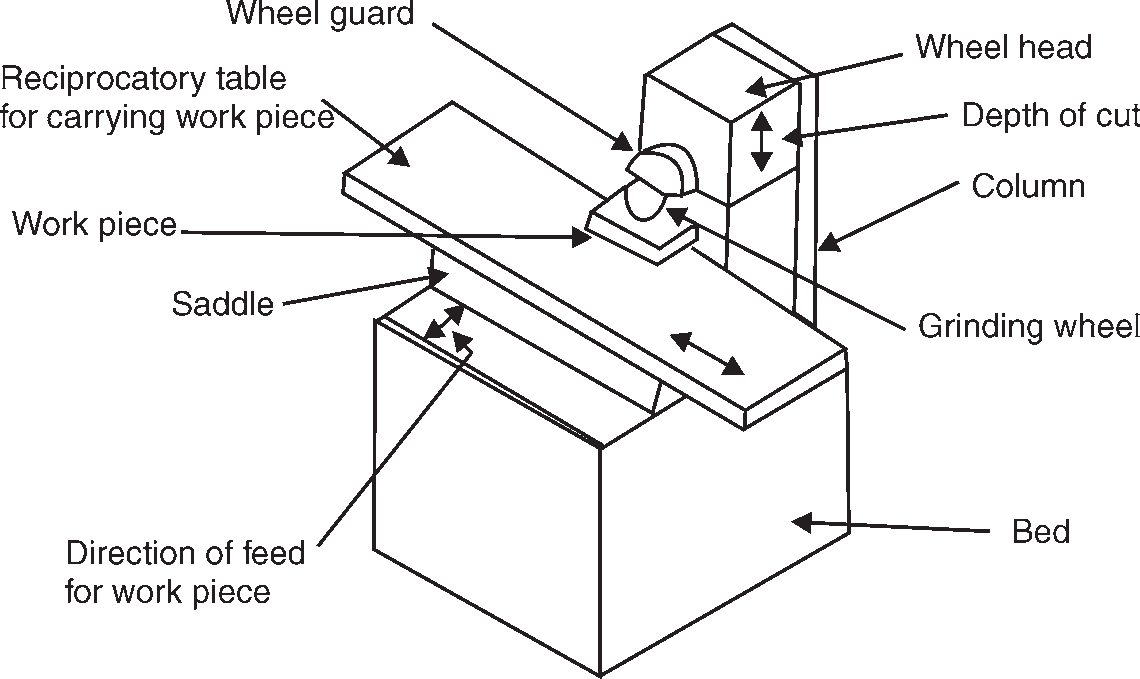 Wheel guard
Wheel head
Reciprocatory table
for carrying work piece
Depth of cut
Column
Work piece
Saddle
Grinding wheel
Direction of feed
for work piece
Bed